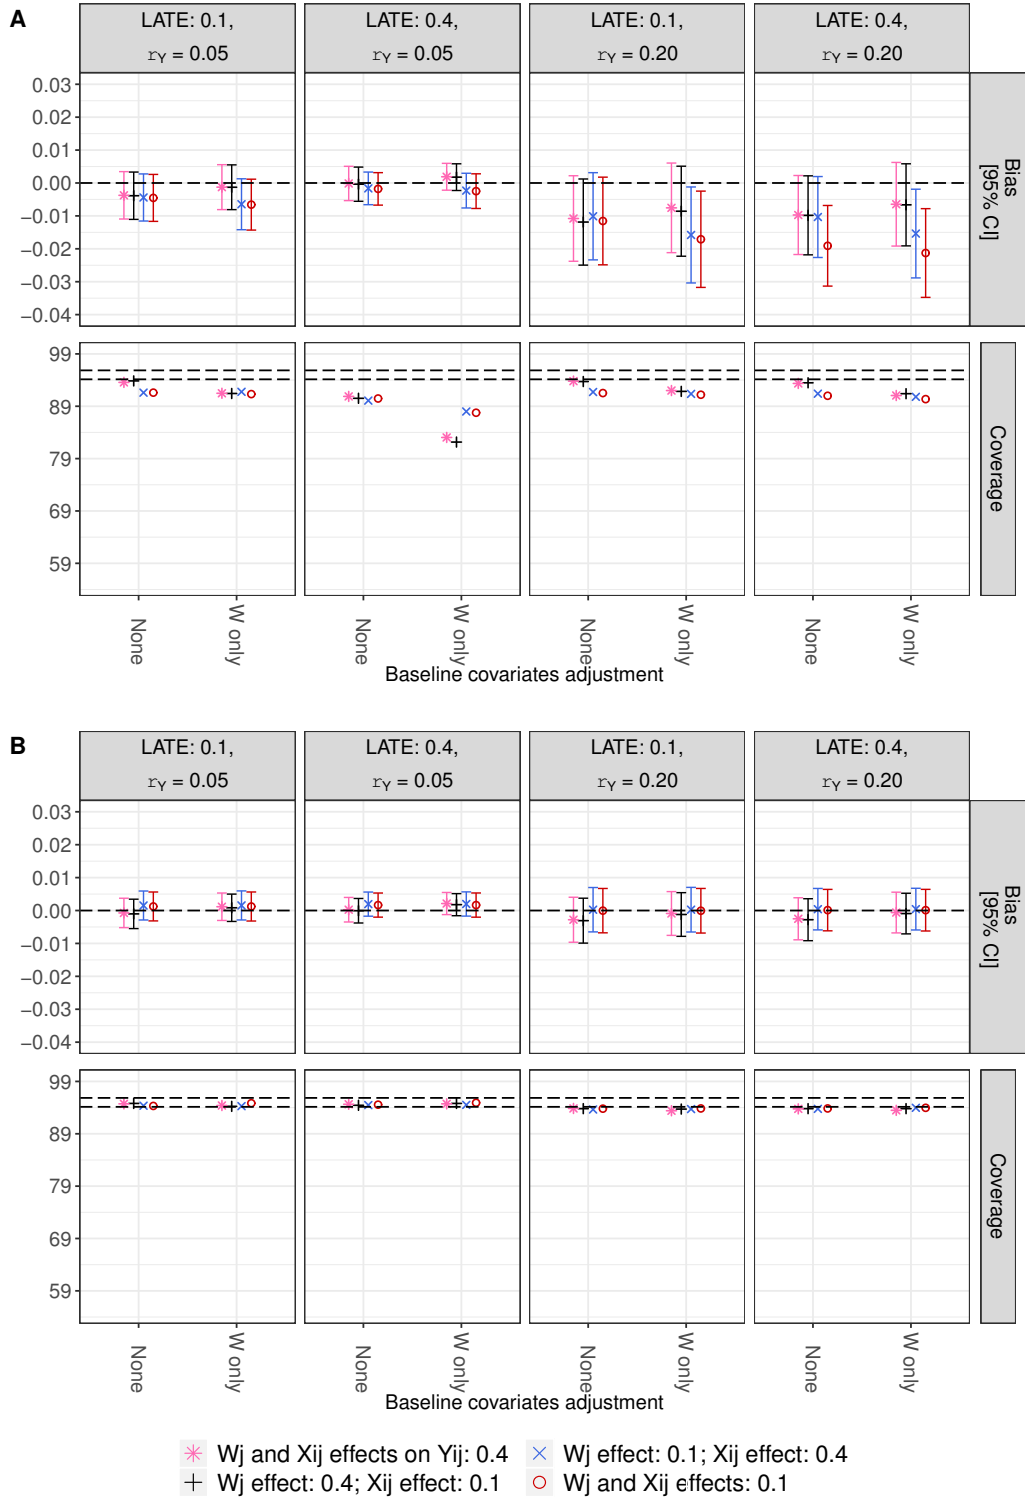 A
LATE: 0.1,
rY = 0.05
LATE: 0.4,
rY = 0.05
LATE: 0.1,
rY = 0.20
LATE: 0.4,
rY = 0.20
0.03
0.02
0.01
0.00
−0.01
−0.02
−0.03
−0.04
Bias
[95% CI]
99
89
79
69
59
Coverage
None
W only
None
W only
None
W only
None
W only
Baseline covariates adjustment
B
LATE: 0.1,
rY = 0.05
LATE: 0.4,
rY = 0.05
LATE: 0.1,
rY = 0.20
LATE: 0.4,
rY = 0.20
0.03
0.02
0.01
0.00
−0.01
−0.02
−0.03
−0.04
Bias
[95% CI]
99
89
79
69
59
Coverage
None
W only
None
W only
None
W only
None
W only
Baseline covariates adjustment
Wj and Xij effects on Yij: 0.4
Wj effect: 0.1; Xij effect: 0.4
Wj effect: 0.4; Xij effect: 0.1
Wj and Xij effects: 0.1